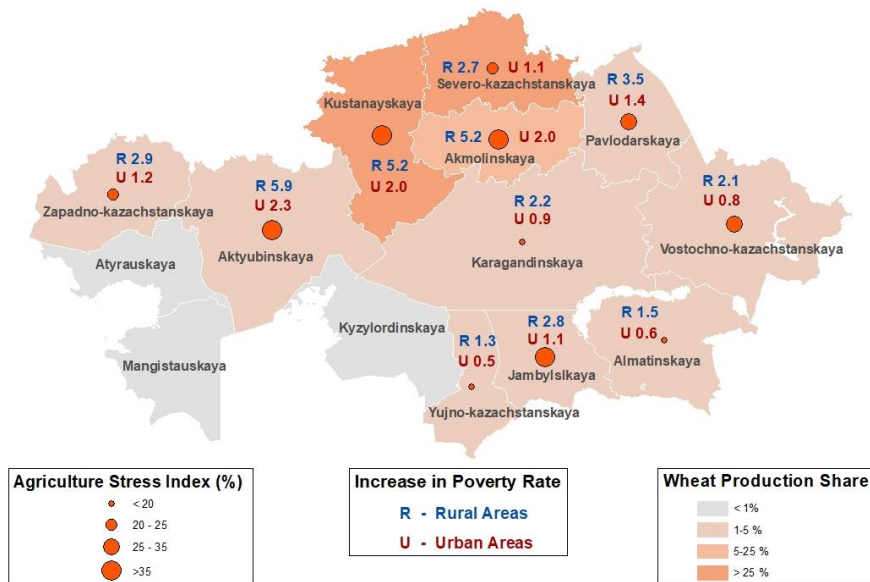 R 2.7
U 1.1
Severo-kazachstanskaya
Kustanayskaya
R 5.2
U 2.0
R 5.2
U 2.0
Akmolinskaya
R 3.5
U 1.4
Pavlodarskaya
R 2.9
U 1.2
Zapadno-kazachstanskaya
R 5.9
U 2.3
Aktyubinskaya
R 2.2
U 0.9
Karagandinskaya
R 2.1
U 0.8
Vostochno-kazachstanskaya
Atyrauskaya
Mangistauskaya
Kyzylordinskaya
R 1.3
U 0.5
Yujno-kazachstanskaya
R 2.8
U 1.1
Jambylslkaya
R 1.5
U 0.6
Almatinskaya
Agriculture Stress Index (%)
< 20
20 - 25
25 - 35
>35
Increase in Poverty Rate
R - Rural Areas
U - Urban Areas
Wheat Production Share
< 1%
1-5 %
5-25 %
> 25 %